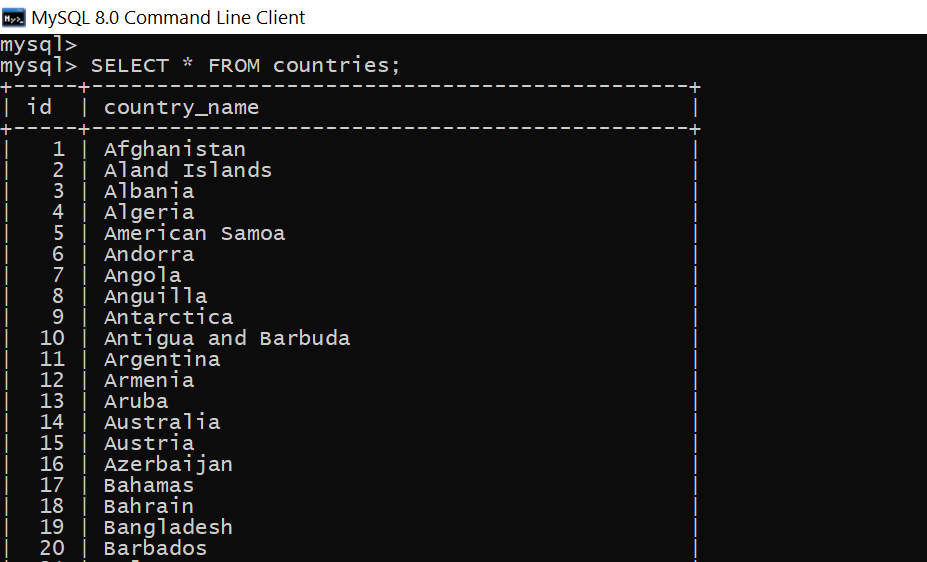 MySQL 8.0 Command Line Client
mysql>
mysql> SELECT * FROM countries;
+-----+----------------------------------------------+
| id  | country_name                                 |
+-----+----------------------------------------------+
|   1 | Afghanistan                                  |
|   2 | Aland Islands                                |
|   3 | Albania                                      |
|   4 | Algeria                                      |
|   5 | American Samoa                               |
|   6 | Andorra                                      |
|   7 | Angola                                       |
|   8 | Anguilla                                     |
|   9 | Antarctica                                   |
|  10 | Antigua and Barbuda                          |
|  11 | Argentina                                    |
|  12 | Armenia                                      |
|  13 | Aruba                                        |
|  14 | Australia                                    |
|  15 | Austria                                      |
|  16 | Azerbaijan                                   |
|  17 | Bahamas                                      |
|  18 | Bahrain                                      |
|  19 | Bangladesh                                   |
|  20 | Barbados                                     |